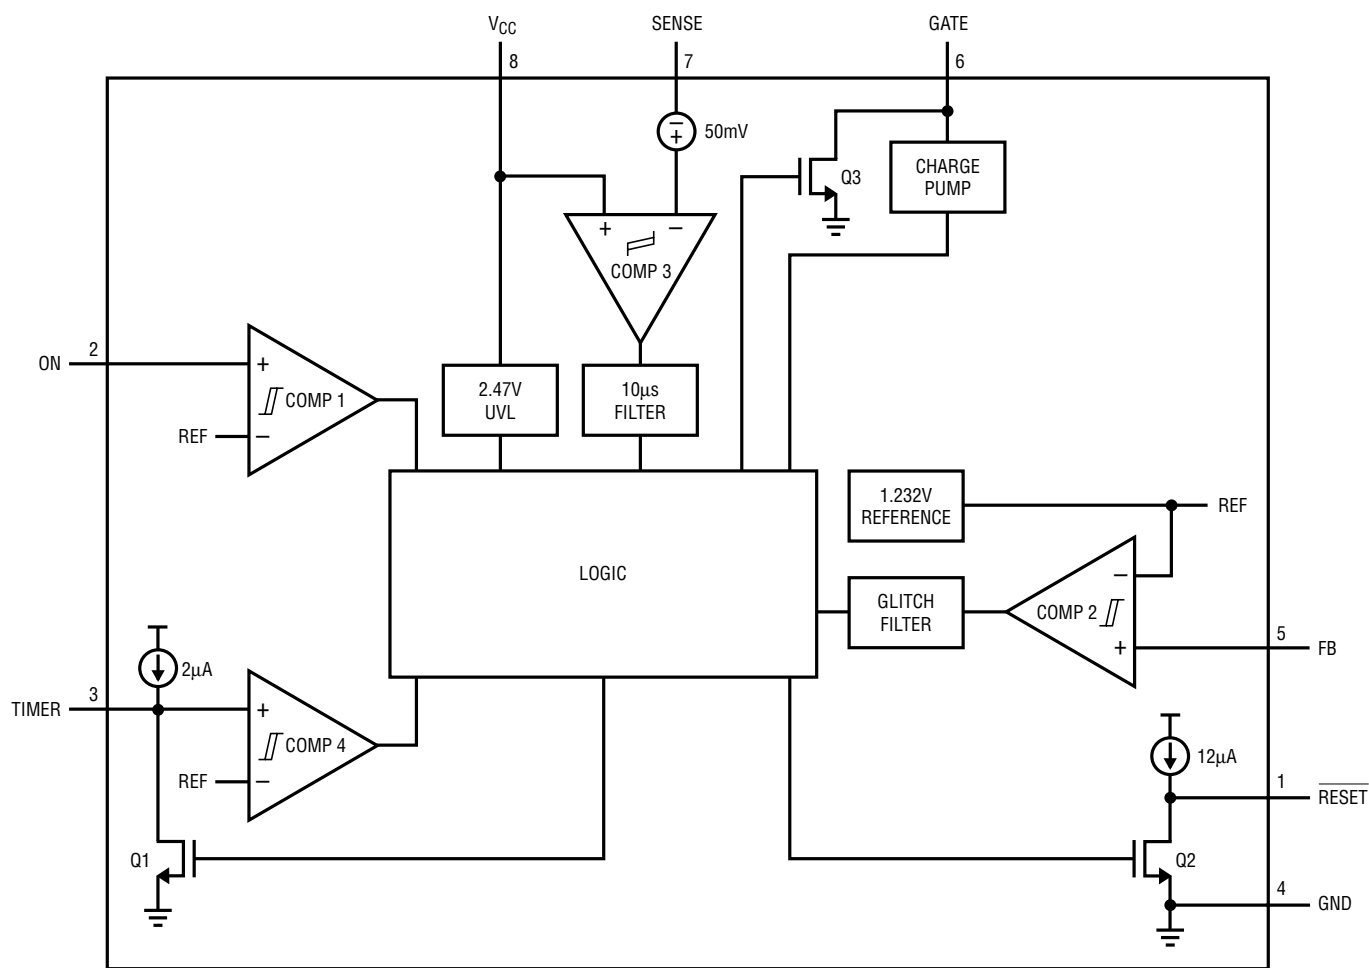 VCC
SENSE
GATE
8
7
6
− +
50mV
Q3
CHARGE
PUMP
+ −
COMP 3
ON
2
+
COMP 1
REF
−
2.47V
UVL
10µs
FILTER
1.232V
REFERENCE
REF
LOGIC
GLITCH
FILTER
−
COMP 2
+
5
FB
2µA
TIMER
3
+
COMP 4
REF
−
12µA
1
RESET
Q1
Q2
4
GND